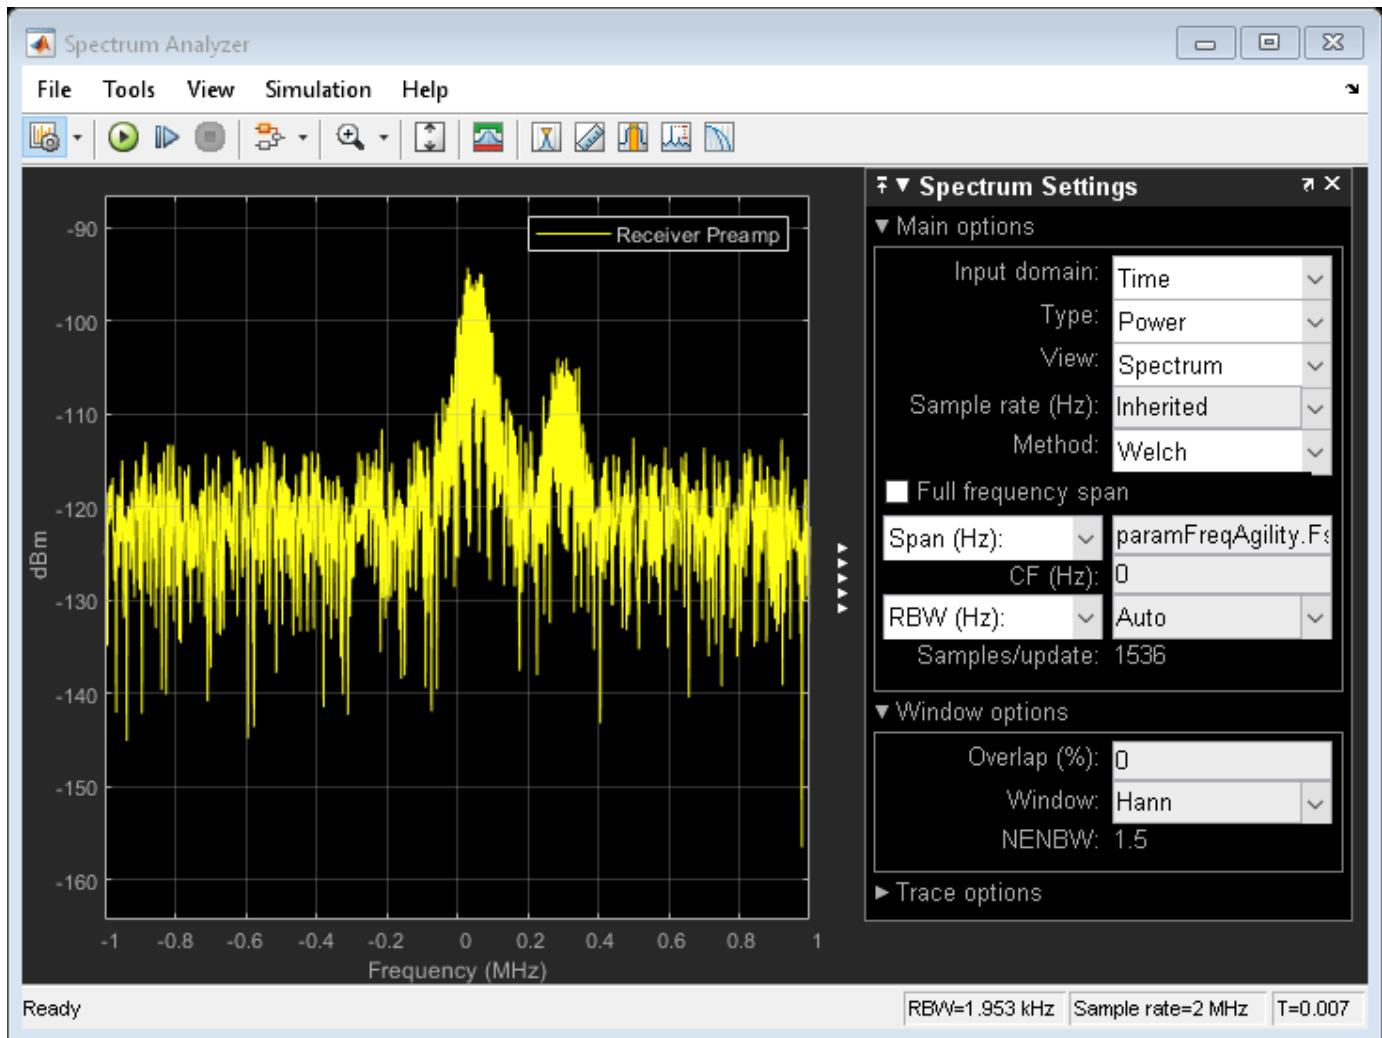 Spectrum Analyzer
File Tools View Simulation Help
Receiver Preamp
-90
-100
-110
-120
-130
-140
-150
-160
dBm
-1 -0.8 -0.6 -0.4 -0.2 0 0.2 0.4 0.6 0.8 1
Frequency (MHz)
Spectrum Settings
Main options
Input domain: Time
Type: Power
View: Spectrum
Sample rate (Hz): Inherited
Method: Welch
Full frequency span
Span (Hz): paramFreqAgility.Fs
CF (Hz): 0
RBW (Hz): Auto
Samples/update: 1536
Window options
Overlap (%): 0
Window: Hann
NENBW: 1.5
Trace options
Ready RBW=1.953 kHz Sample rate=2 MHz T=0.007